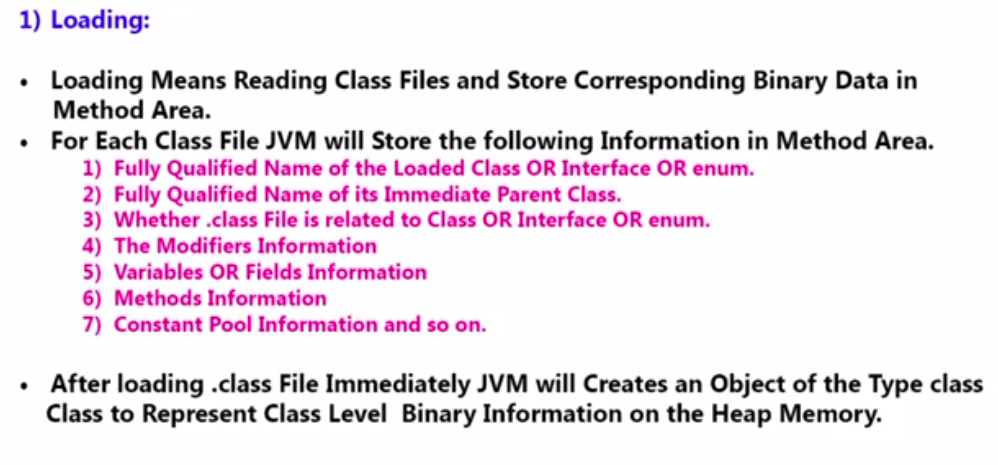 1) Loading:
• Loading Means Reading Class Files and Store Corresponding Binary Data in
Method Area.
• For Each Class File JVM will Store the following Information in Method Area.
1) Fully Qualified Name of the Loaded Class OR Interface OR enum.
2) Fully Qualified Name of its Immediate Parent Class.
3) Whether .class File is related to Class OR Interface OR enum.
4) The Modifiers Information
5) Variables OR Fields Information
6) Methods Information
7) Constant Pool Information and so on.
• After loading .class File Immediately JVM will Creates an Object of the Type class
Class to Represent Class Level Binary Information on the Heap Memory.